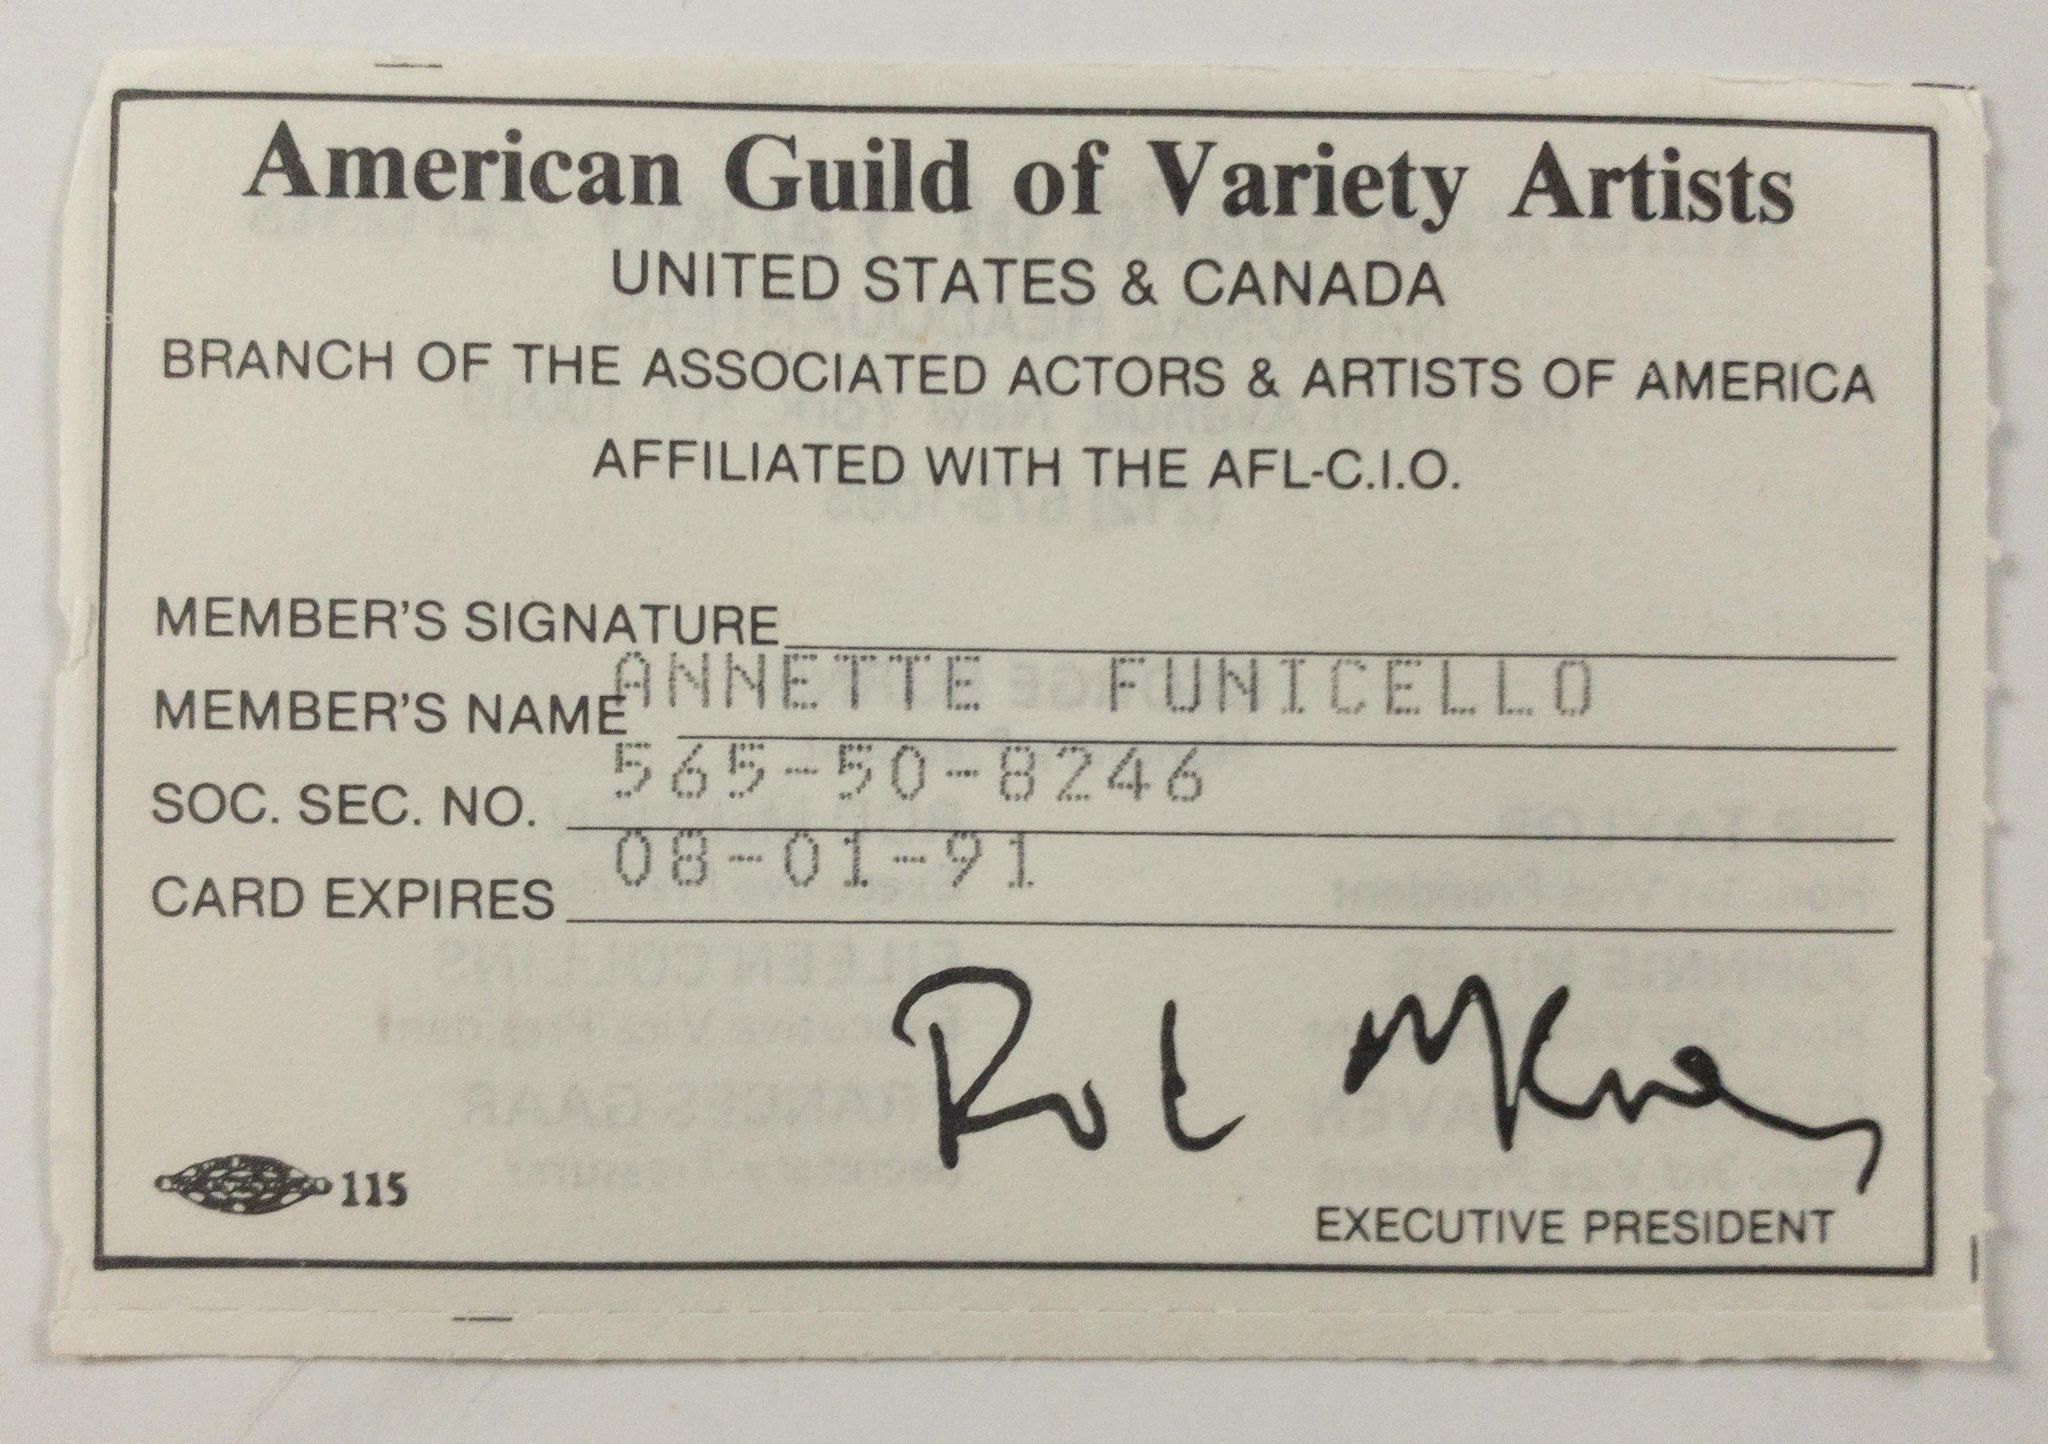 American Guild of Variety Artists
UNITED STATES & CANADA
BRANCH OF THE ASSOCIATED ACTORS & ARTISTS OF AMERICA
AFFILIATED WITH THE AFL-C.I.O.
MEMBER'S SIGNATURE
MEMBER'S NAME ANNETTE FUNICELLO
SOC. SEC. NO. 565-50-8246
CARD EXPIRES 08-01-91
115
EXECUTIVE PRESIDENT